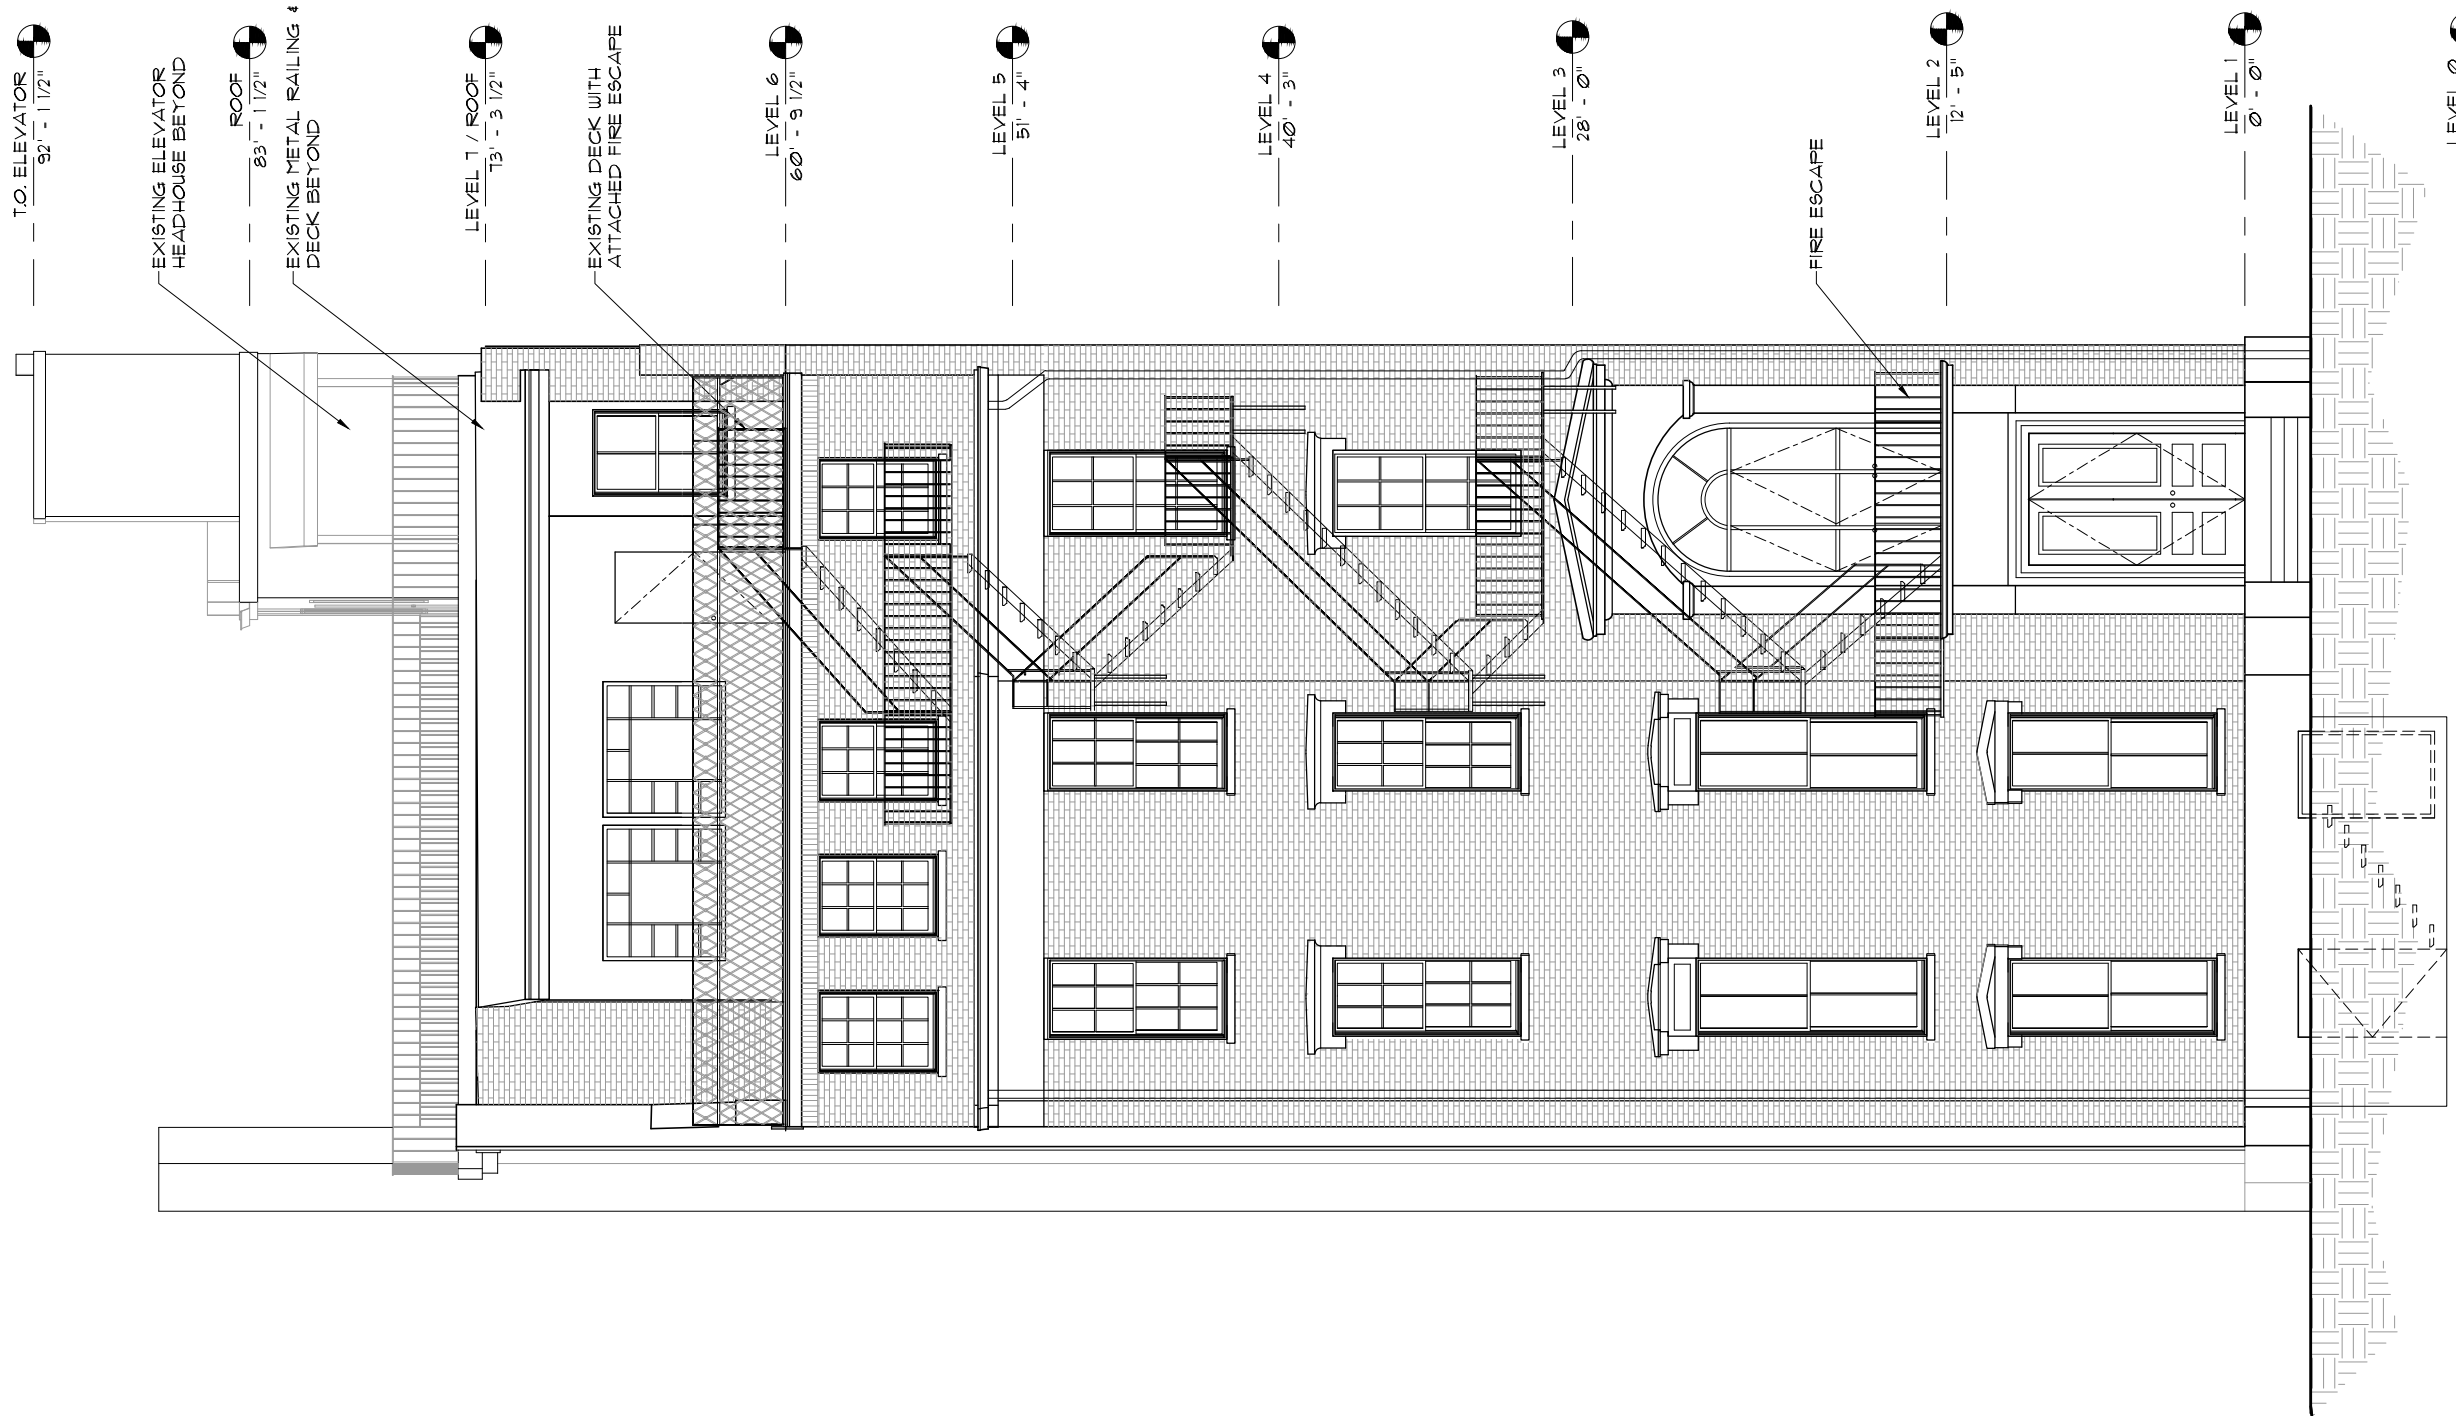 T.O. ELEVATOR
92' - 1 1/2"
EXISTING ELEVATOR
HEADHOUSE BEYOND
ROOF
83' - 1 1/2"
EXISTING METAL RAILING &
DECK BEYOND
LEVEL 7 / ROOF
73' - 3 1/2"
EXISTING DECK WITH
ATTACHED FIRE ESCAPE
LEVEL 6
60' - 9 1/2"
LEVEL 5
51' - 4"
LEVEL 4
40' - 3"
LEVEL 3
28' - 0"
FIRE ESCAPE
LEVEL 2
12' - 5"
LEVEL 1
0' - 0"
LEVEL 0